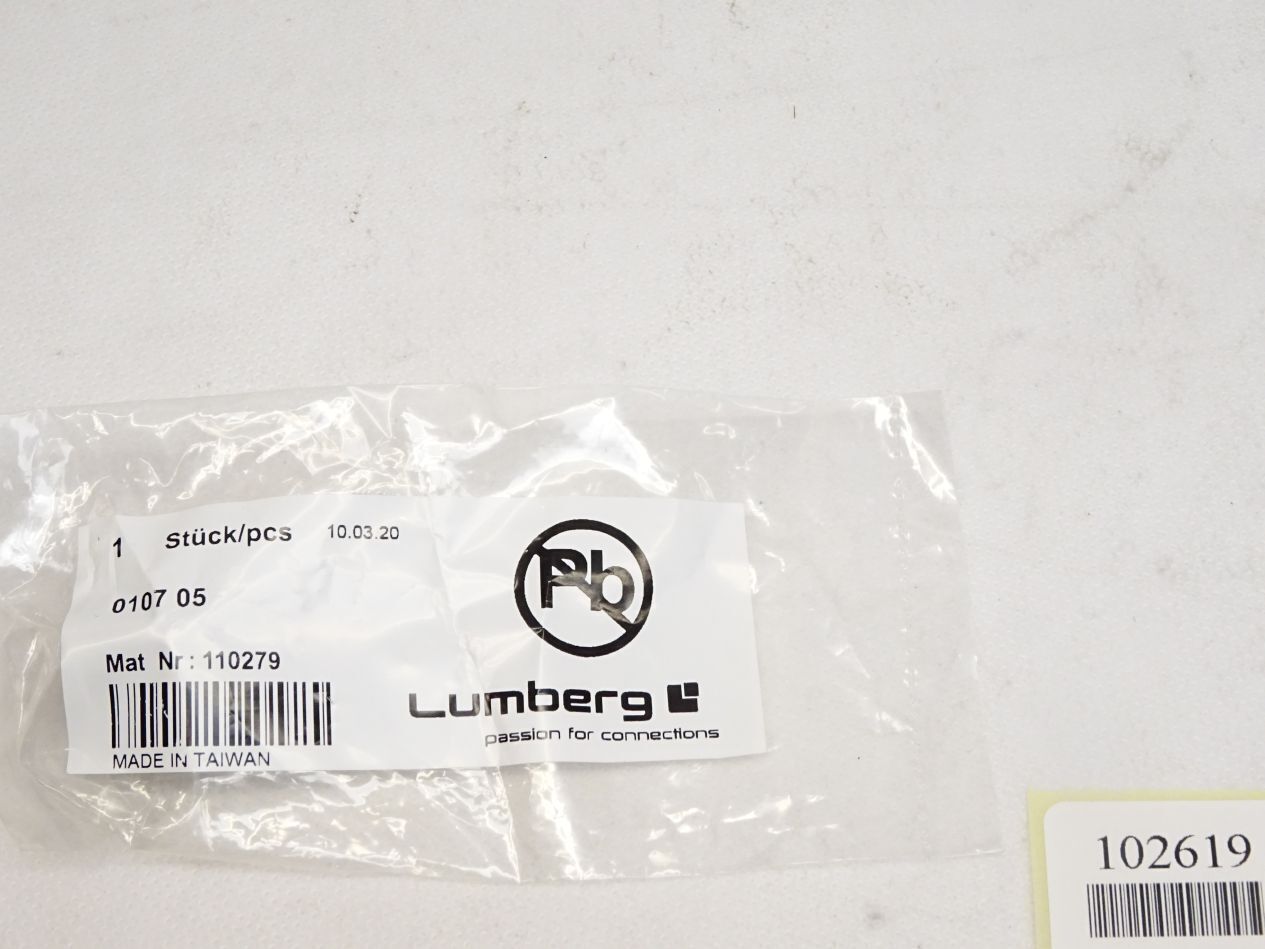 1 Stück/pcs 10.03.20
0107 05
Mat Nr: 110279
MADE IN TAIWAN
Pb
Lumberg
passion for connections
102619